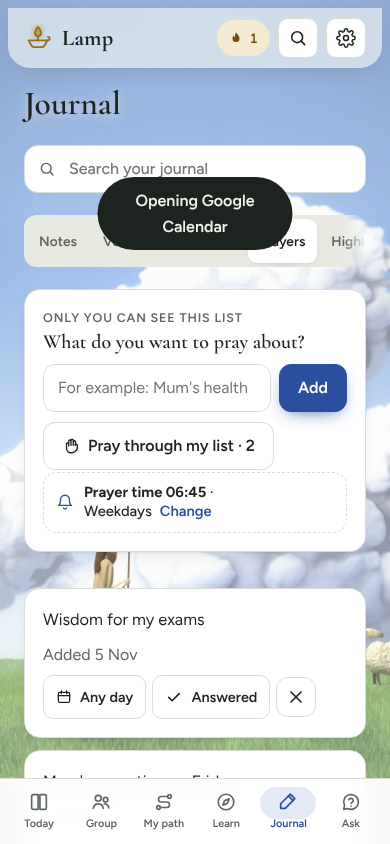 Lamp
1
Journal
Search your journal
Opening Google
Calendar
Notes
ayers
Highl
ONLY YOU CAN SEE THIS LIST
What do you want to pray about?
For example: Mum's health
Add
Pray through my list · 2
Prayer time 06:45 ·
Weekdays Change
Wisdom for my exams
Added 5 Nov
Any day
Answered
Today
Group
My path
Learn
Journal
Ask